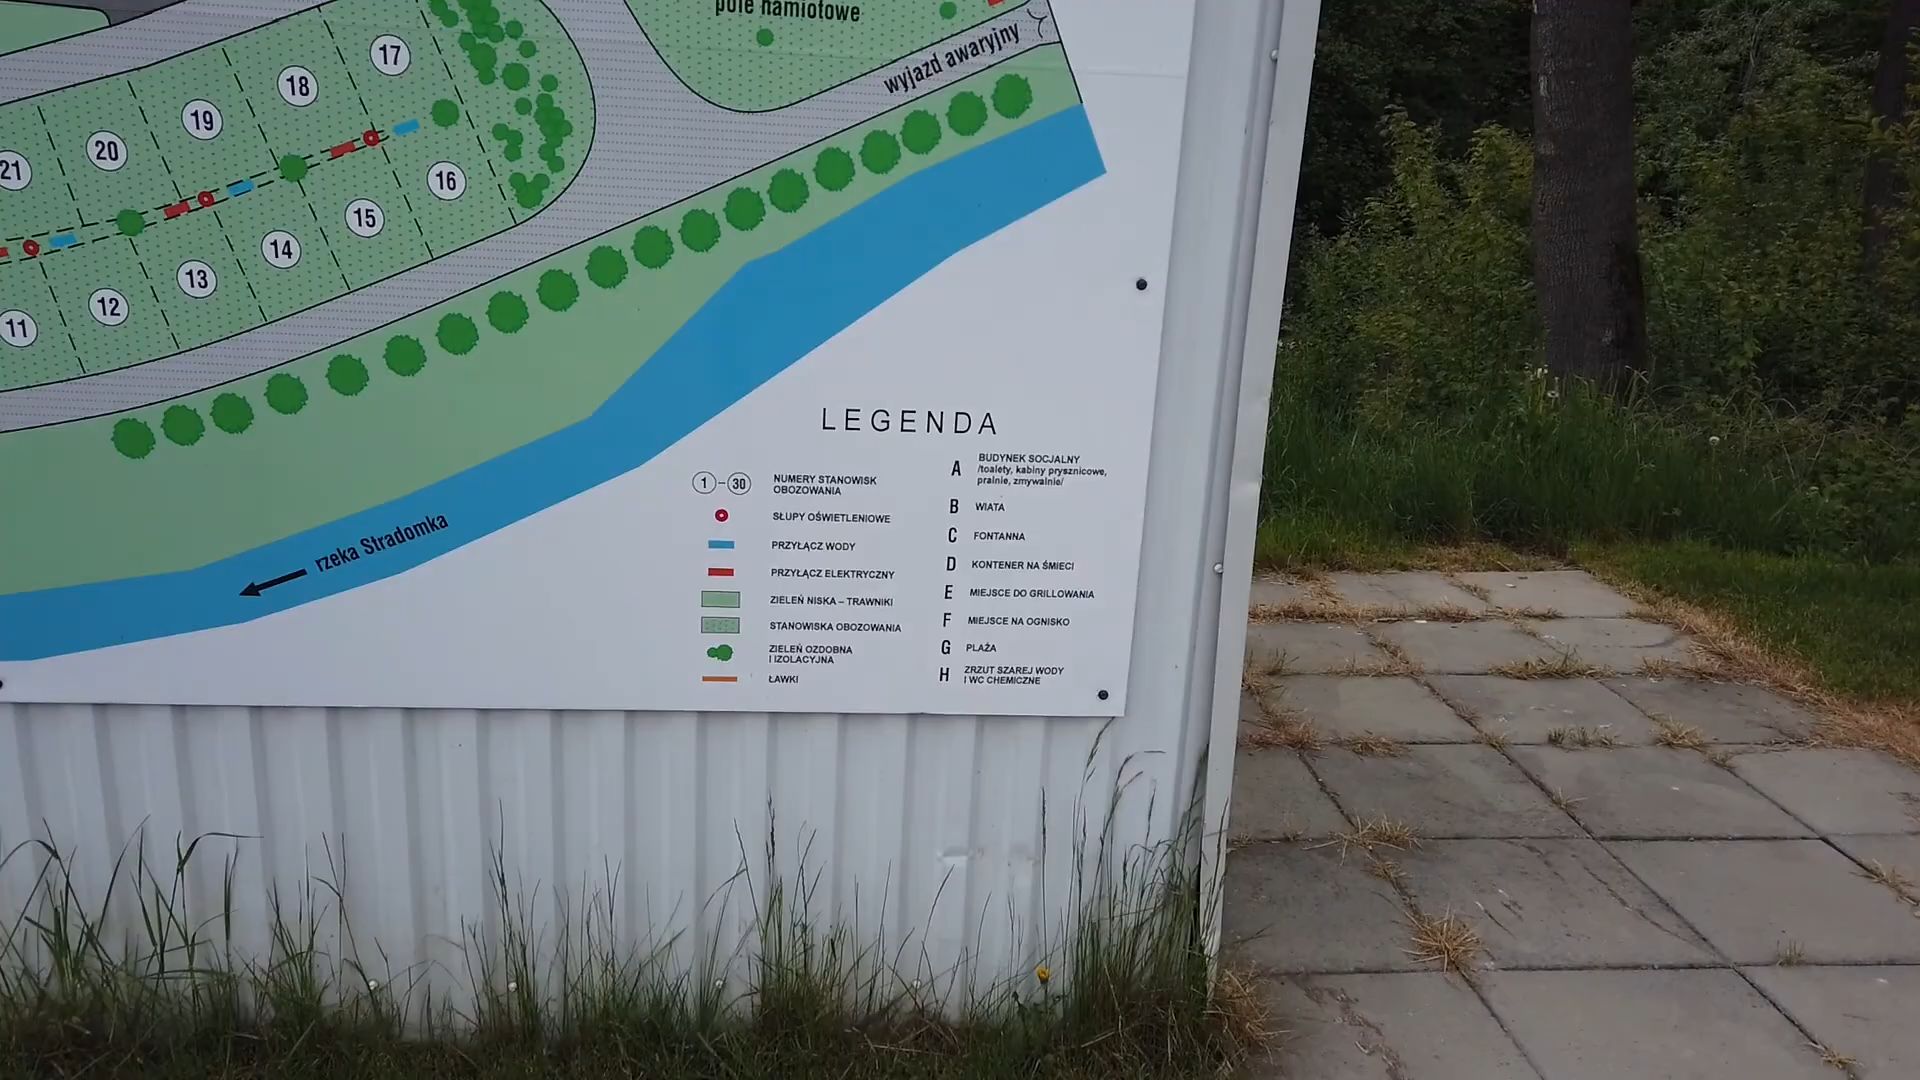 pole namiotowe
wyjazd awaryjny
17
18
19
20
21
16
15
14
13
12
11
rzeka Stradomka
LEGENDA
1 – 30 NUMERY STANOWISK
OBOZOWANIA
SŁUPY OŚWIETLENIOWE
PRZYŁĄCZ WODY
PRZYŁĄCZ ELEKTRYCZNY
ZIELEŃ NISKA – TRAWNIKI
STANOWISKA OBOZOWANIA
ZIELEŃ OZDOBNA
I IZOLACYJNA
ŁAWKI
A BUDYNEK SOCJALNY
/toalety, kabiny prysznicowe,
pralnie, zmywalnie/
B WIATA
C FONTANNA
D KONTENER NA ŚMIECI
E MIEJSCE DO GRILLOWANIA
F MIEJSCE NA OGNISKO
G PLAŻA
H ZRZUT SZAREJ WODY
I WC CHEMICZNE